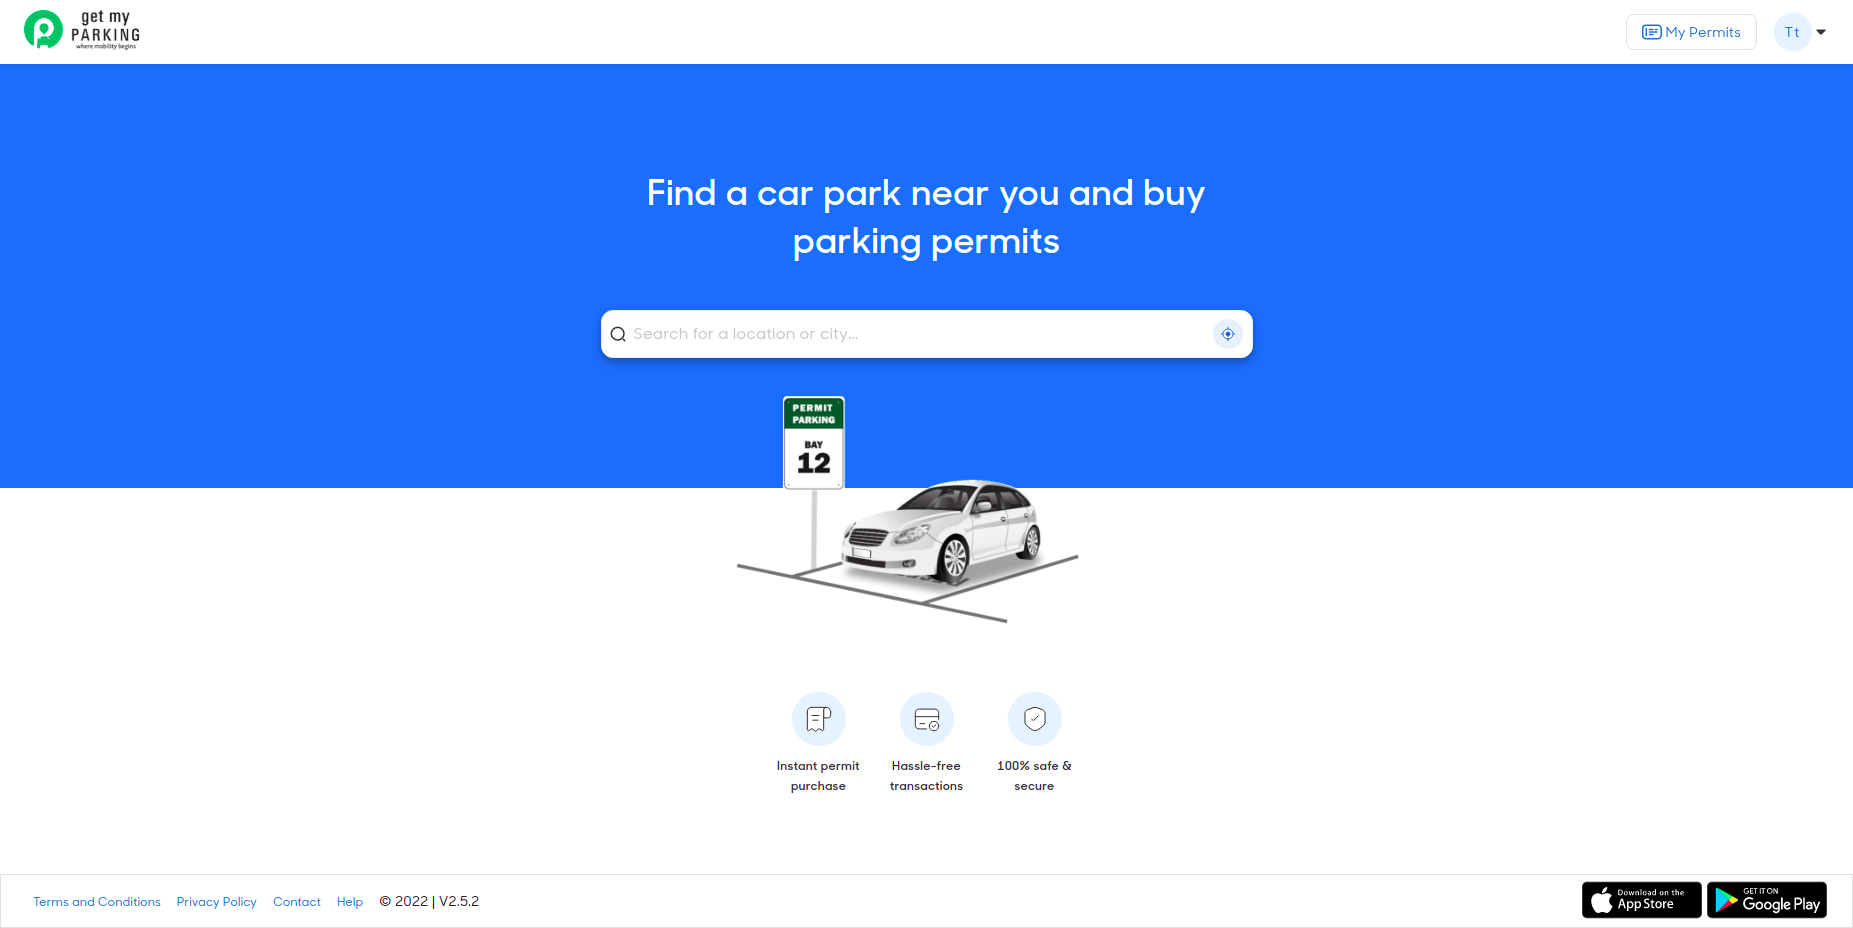 get my
PARKING
where mobility begins
My Permits
Tt
Find a car park near you and buy
parking permits
Search for a location or city...
PERMIT
PARKING
BAY
12
Instant permit
purchase
Hassle-free
transactions
100% safe &
secure
Terms and Conditions Privacy Policy Contact Help © 2022 | V2.5.2
Download on the
App Store
GET IT ON
Google Play